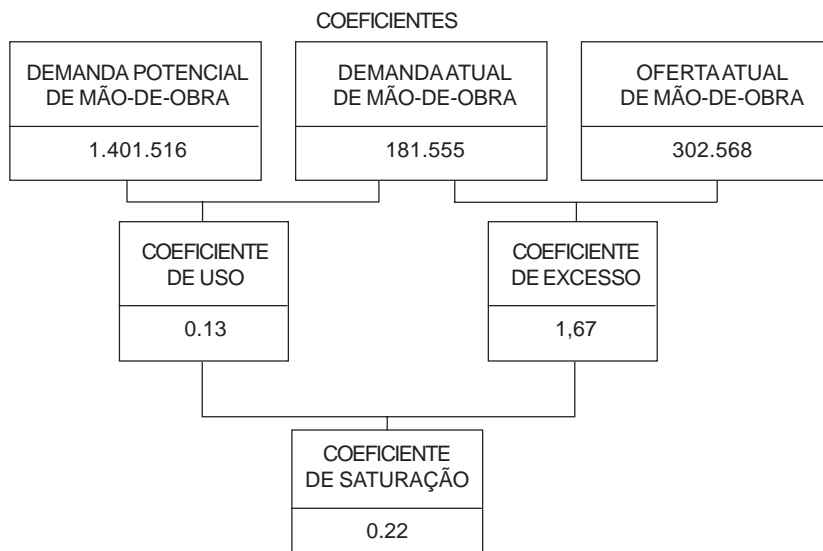 COEFICIENTES
DEMANDA POTENCIAL
DE MÃO-DE-OBRA
1.401.516
DEMANDA ATUAL
DE MÃO-DE-OBRA
181.555
OFERTA ATUAL
DE MÃO-DE-OBRA
302.568
COEFICIENTE
DE USO
0.13
COEFICIENTE
DE EXCESSO
1,67
COEFICIENTE
DE SATURAÇÃO
0.22